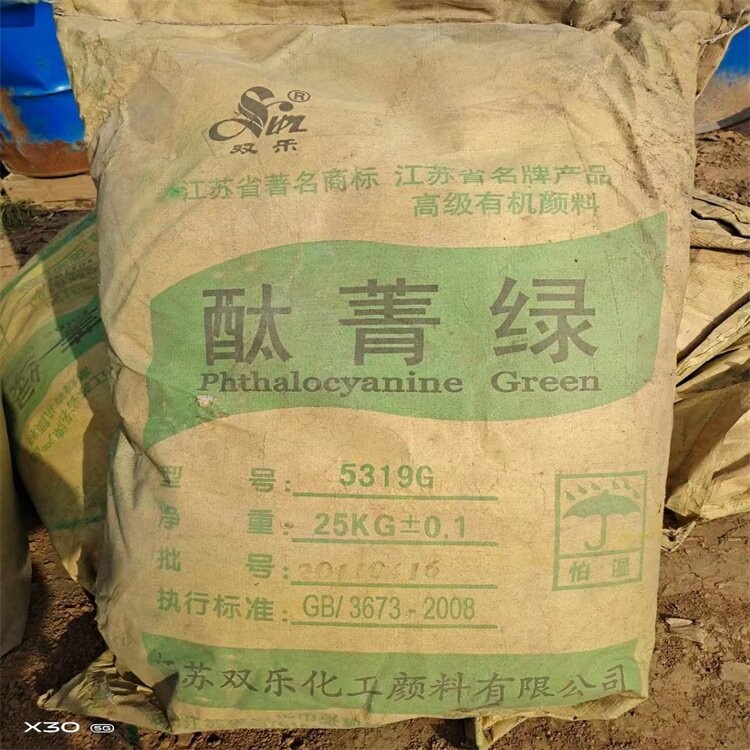 双乐
江苏省著名商标 江苏省名牌产品
高级有机颜料
酞菁绿
Phthalocyanine Green
型号: 5319G
净重: 25KG±0.1
批号:
执行标准: GB/ 3673-2008
怕湿
江苏双乐化工颜料有限公司
X30 5G